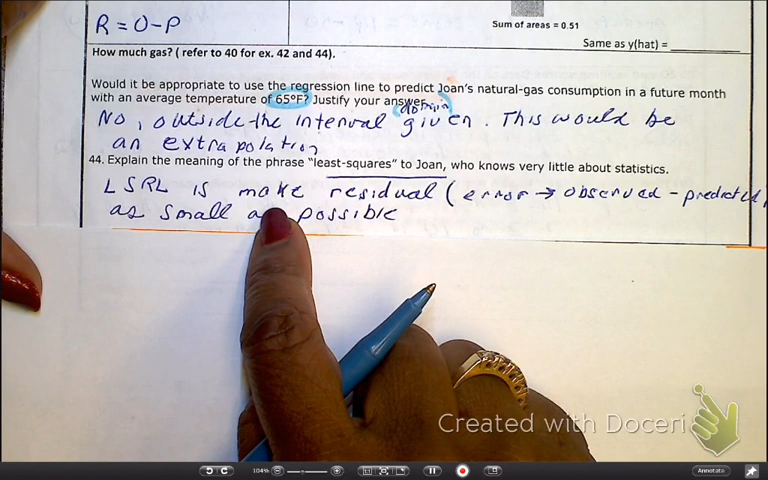 R = O - P
Sum of areas = 0.51
Same as y(hat) =
How much gas? ( refer to 40 for ex. 42 and 44).
Would it be appropriate to use the regression line to predict Joan's natural-gas consumption in a future month
with an average temperature of 65°F? Justify your answer.
(domain)
No, outside the interval given. This would be
an extrapolation
44. Explain the meaning of the phrase "least-squares" to Joan, who knows very little about statistics.
LSRL is make residual (error → observed - predicted)
as small as possible
Created with Doceri
104%
Annotate